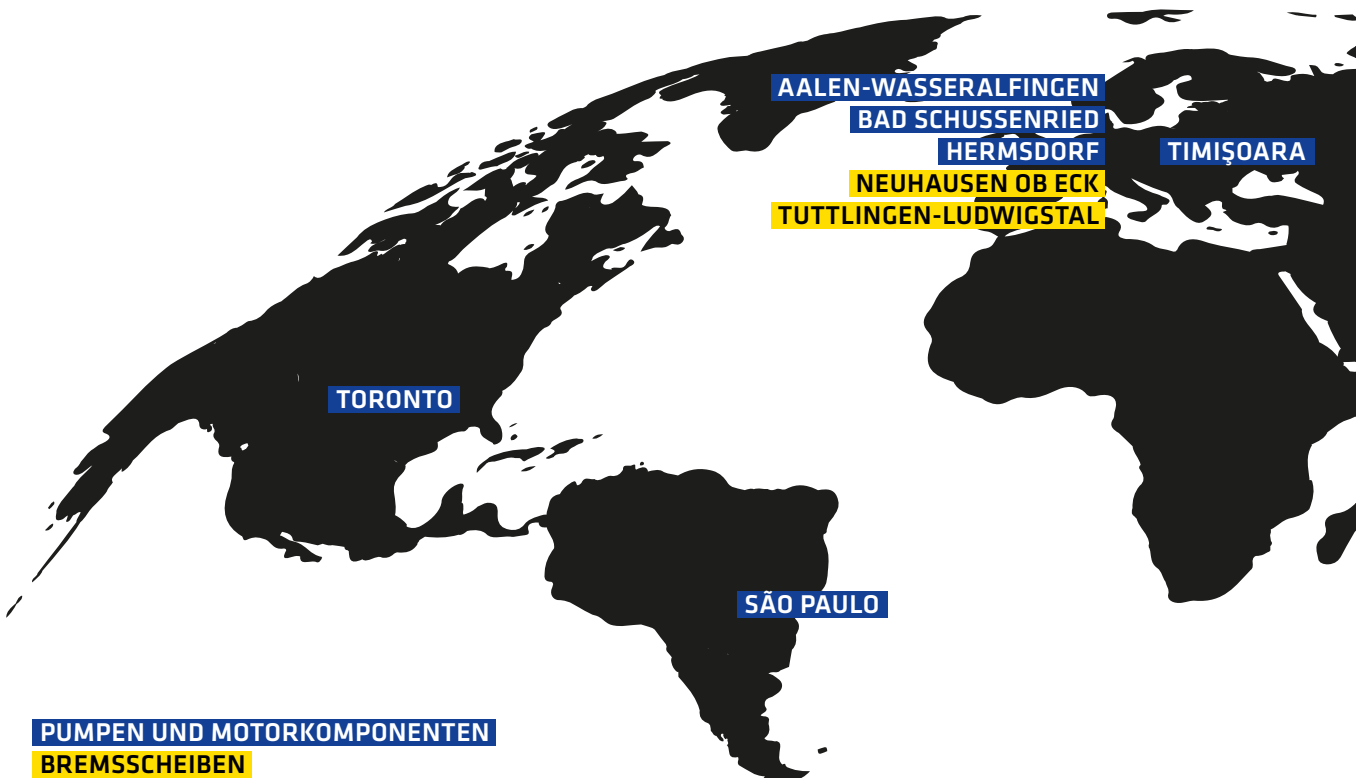 AALEN-WASSERALFINGEN
BAD SCHUSSENRIED
HERMSDORF
TIMIŞOARA
NEUHAUSEN OB ECK
TUTTLINGEN-LUDWIGSTAL
TORONTO
SÃO PAULO
PUMPEN UND MOTORKOMPONENTEN
BREMSSCHEIBEN